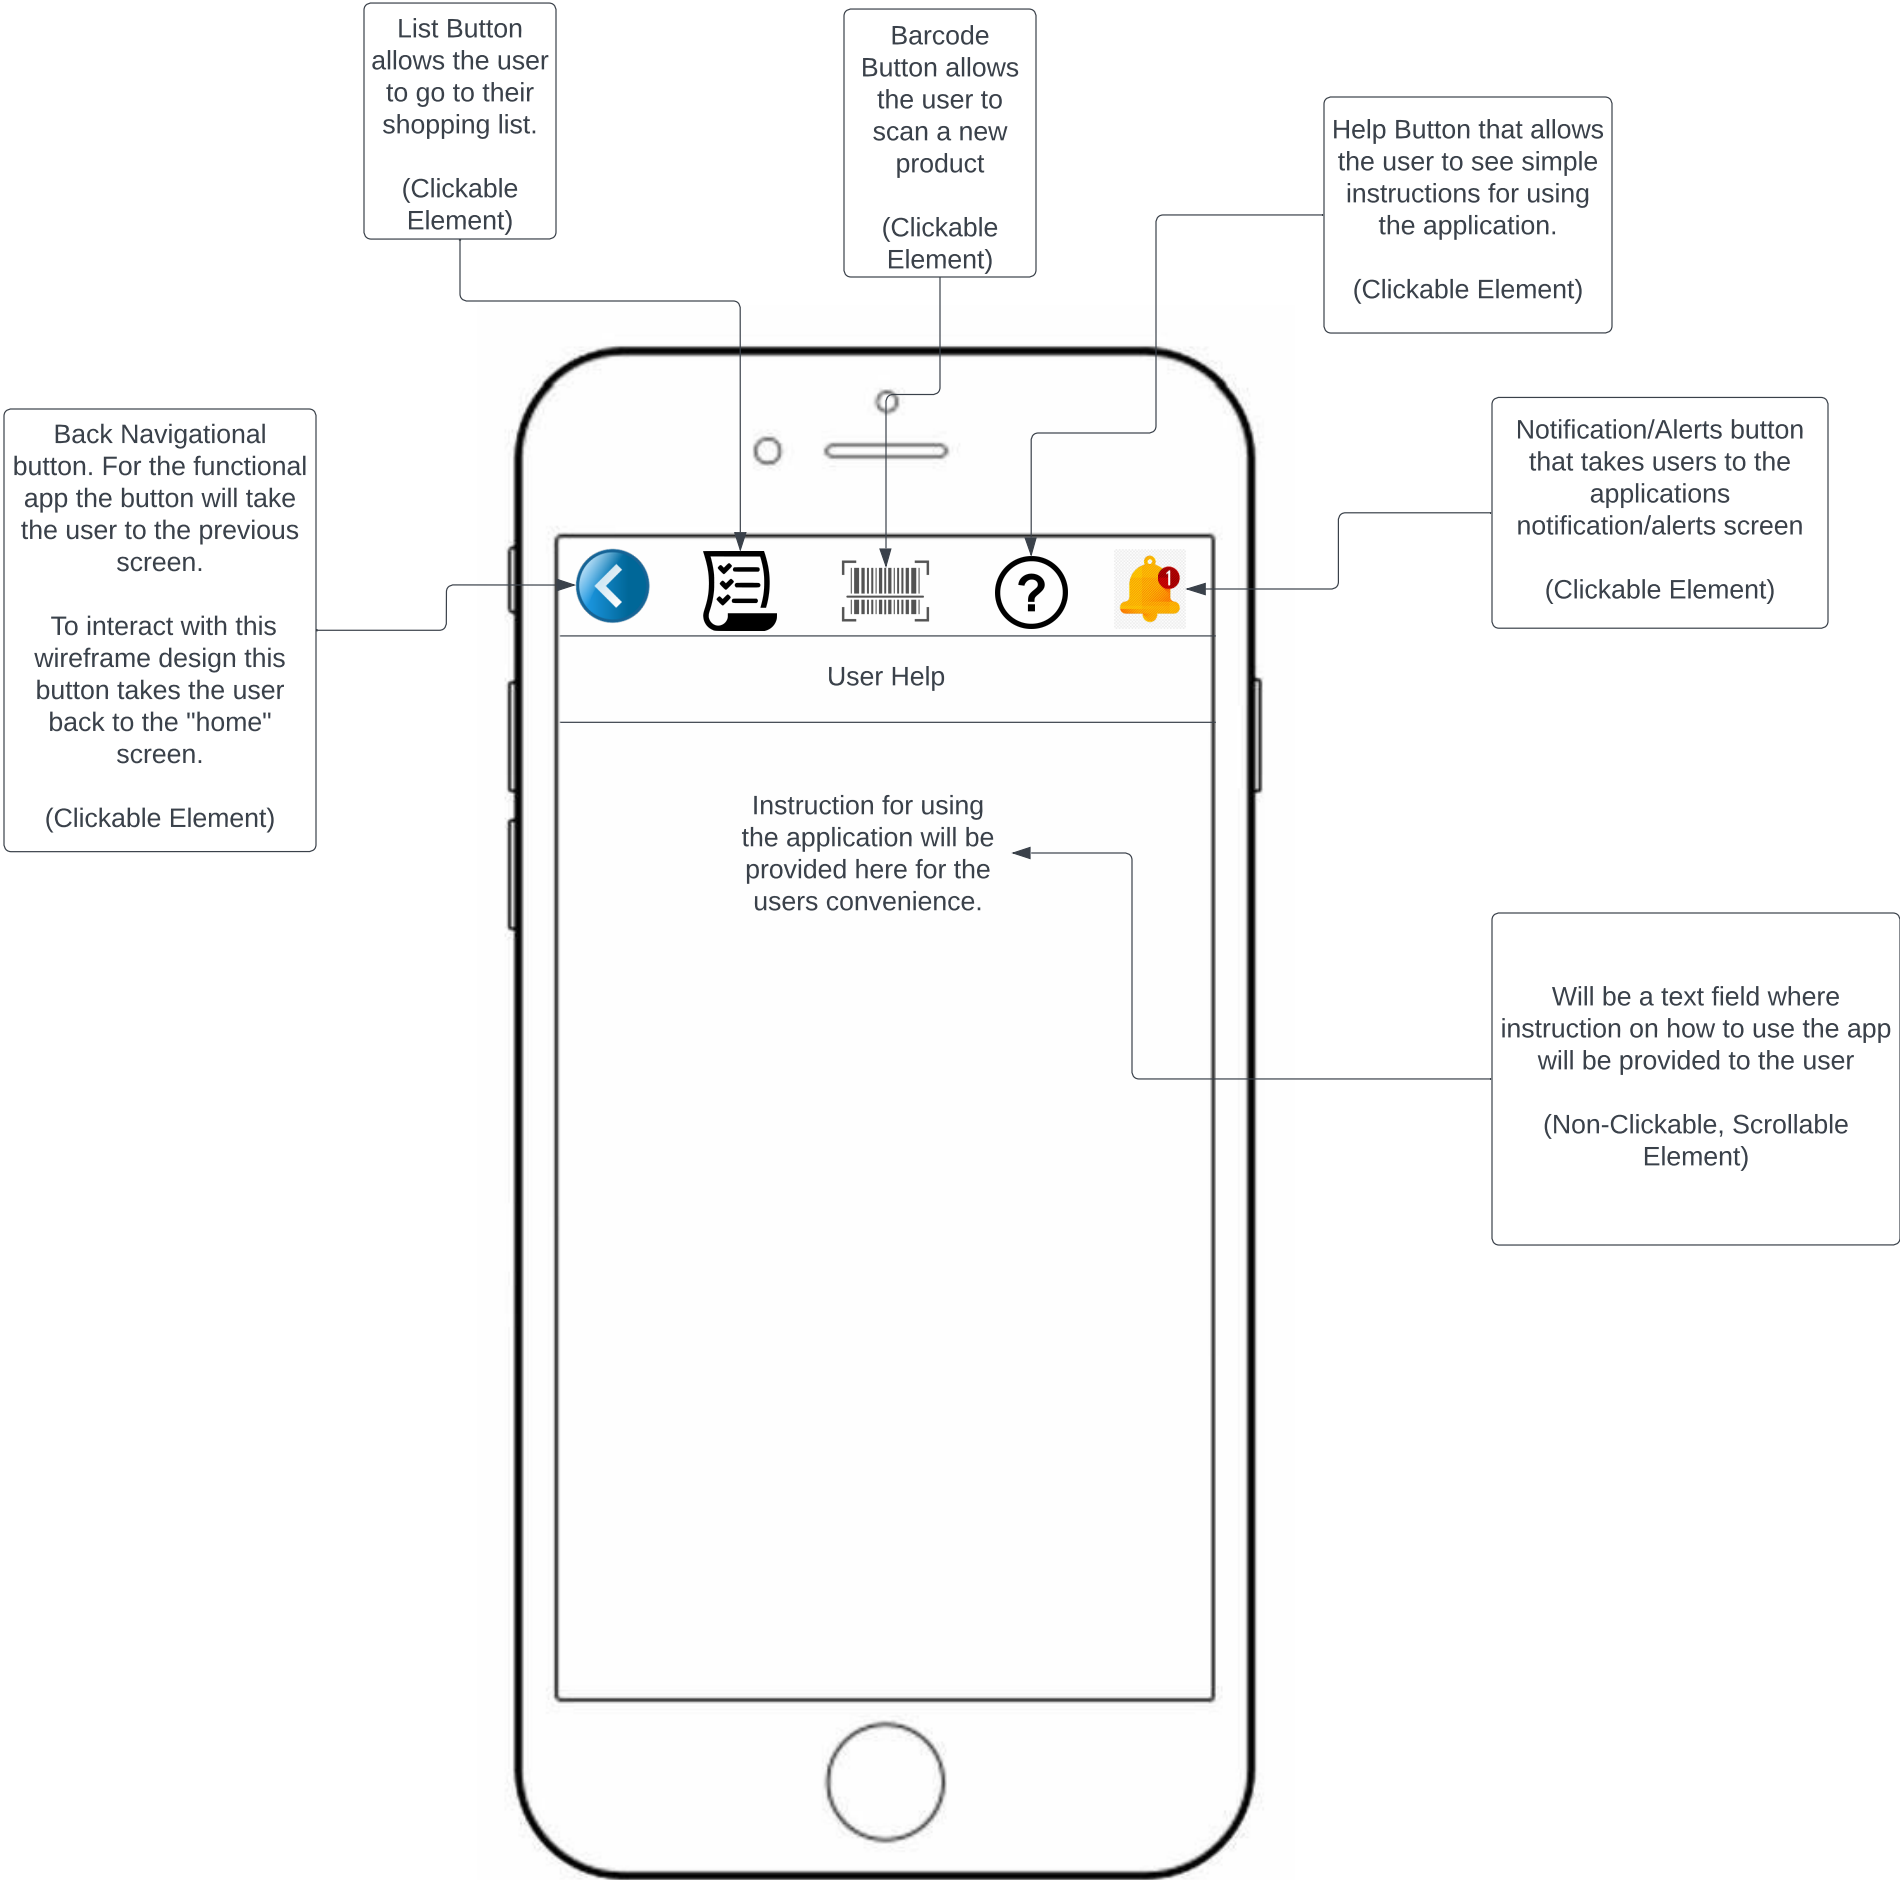 List Button
allows the user
to go to their
shopping list.
(Clickable
Element)
Barcode
Button allows
the user to
scan a new
product
(Clickable
Element)
Help Button that allows
the user to see simple
instructions for using
the application.
(Clickable Element)
Back Navigational
button. For the functional
app the button will take
the user to the previous
screen.
To interact with this
wireframe design this
button takes the user
back to the "home"
screen.
(Clickable Element)
Notification/Alerts button
that takes users to the
applications
notification/alerts screen
(Clickable Element)
?
1
User Help
Instruction for using
the application will be
provided here for the
users convenience.
Will be a text field where
instruction on how to use the app
will be provided to the user
(Non-Clickable, Scrollable
Element)